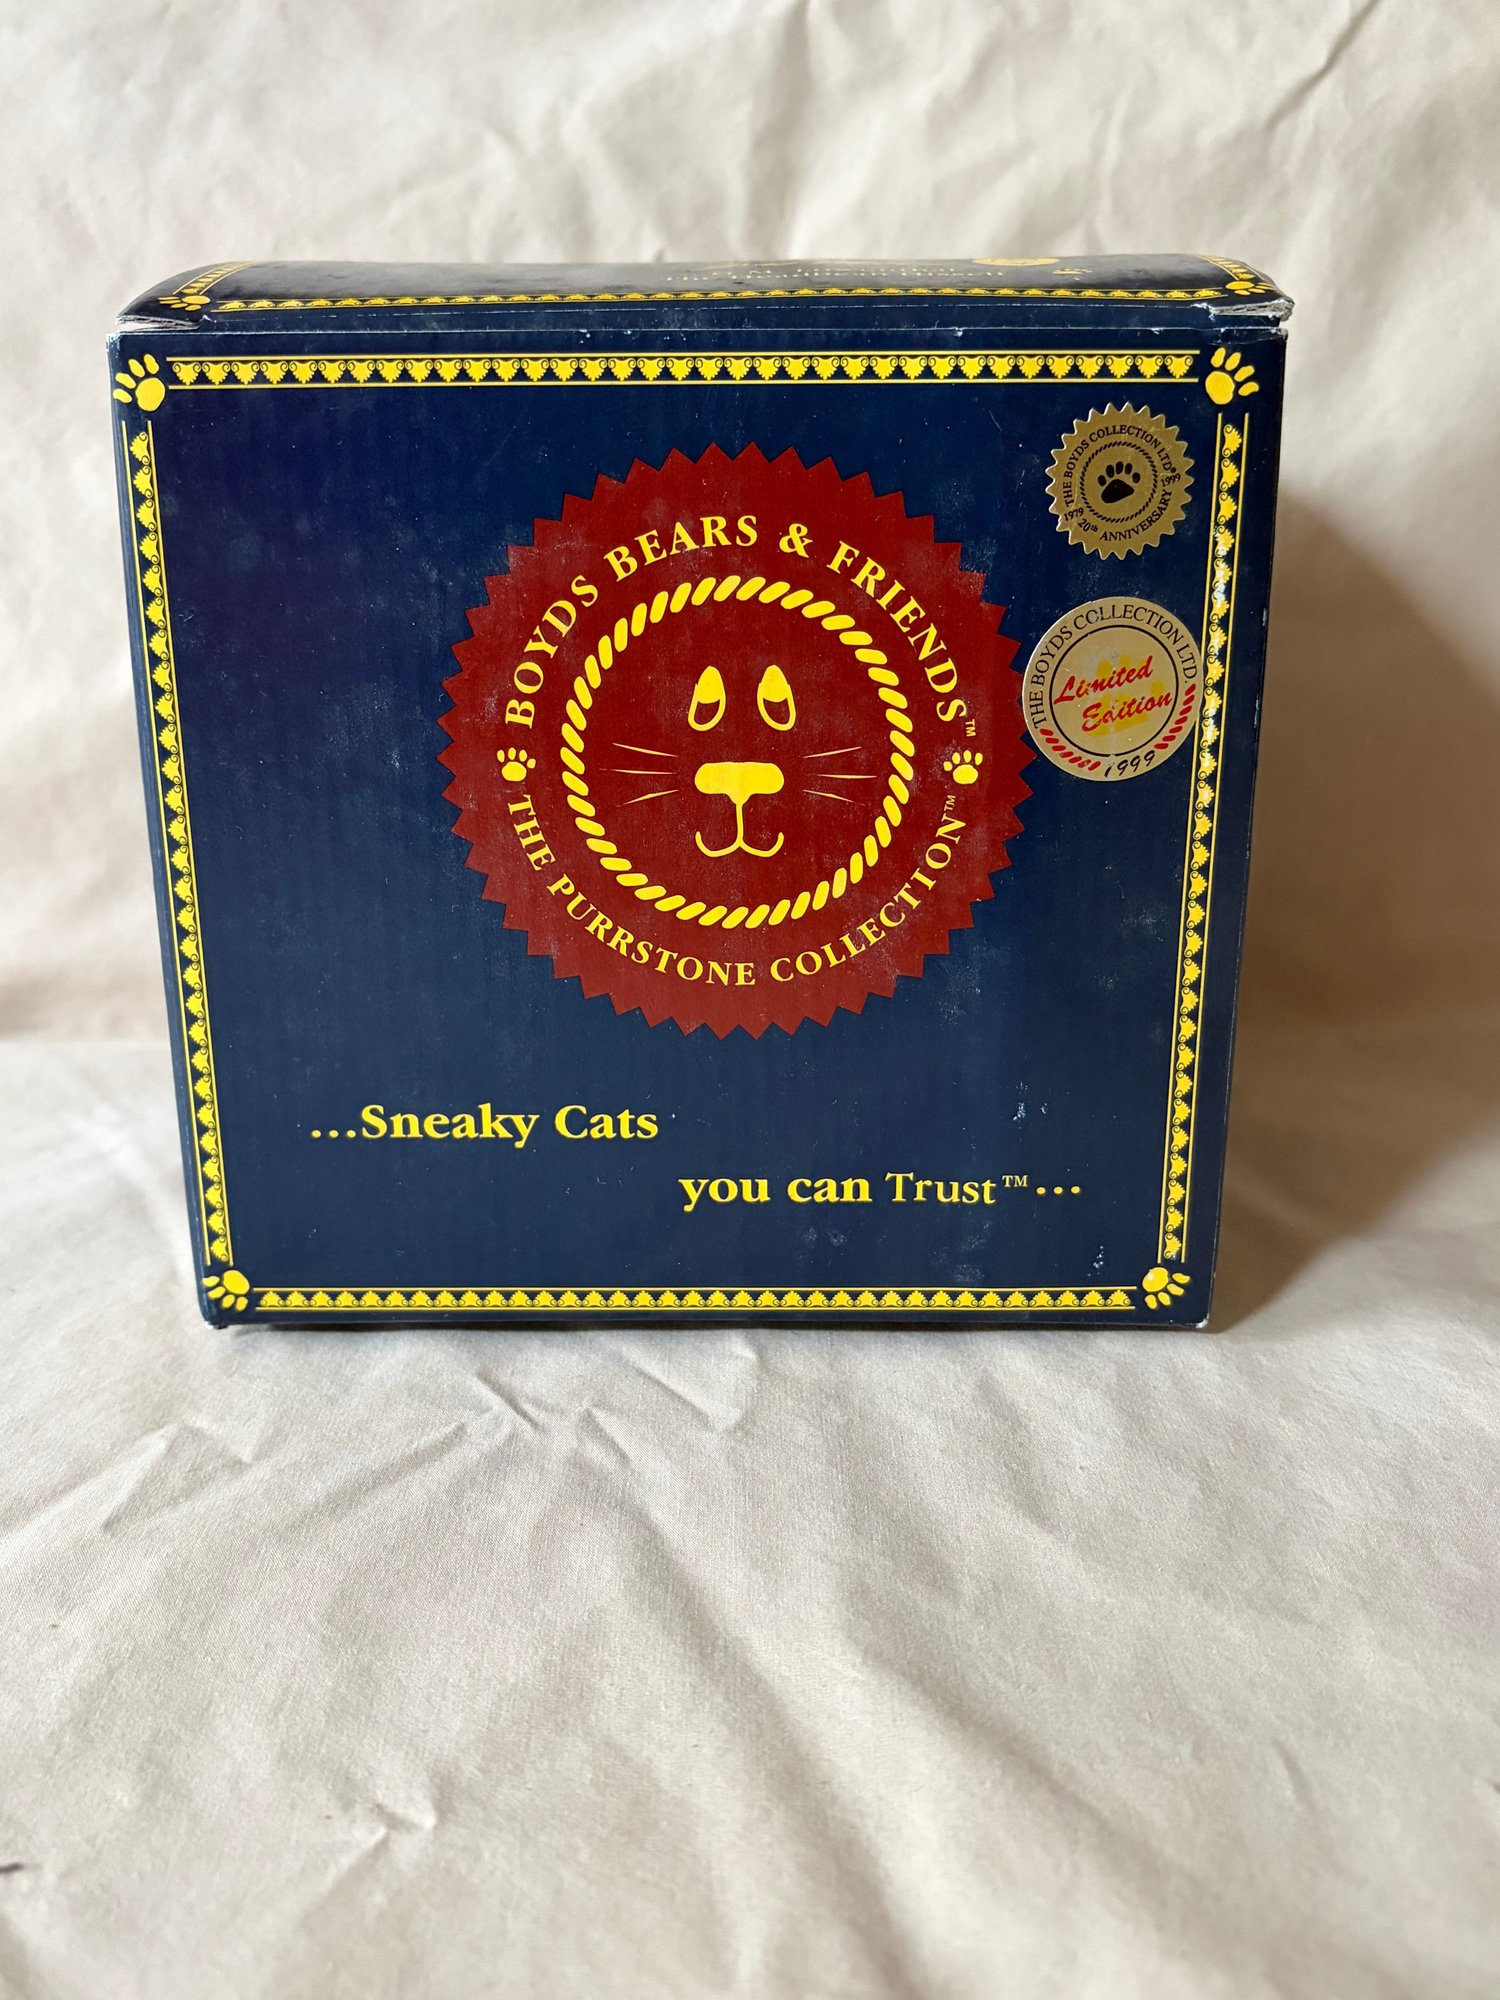 BOYDS BEARS & FRIENDS™
THE PURRSTONE COLLECTION™
THE BOYDS COLLECTION LTD®
1979 1999
20th ANNIVERSARY
THE BOYDS COLLECTION LTD.
Limited
Edition
1999
...Sneaky Cats
you can Trust™...